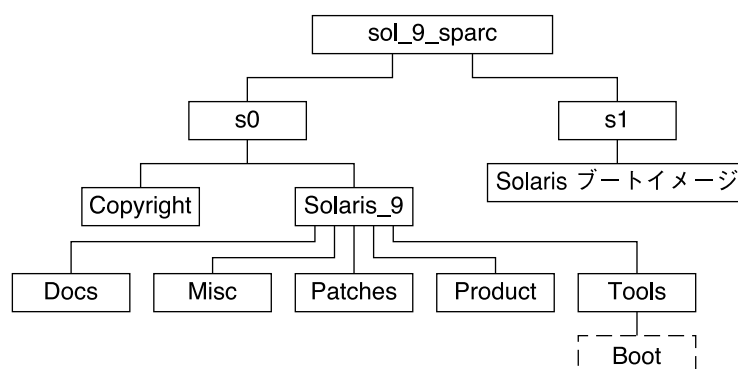 sol_9_sparc
s0
s1
Copyright
Solaris_9
Solaris ブートイメージ
Docs
Misc
Patches
Product
Tools
Boot